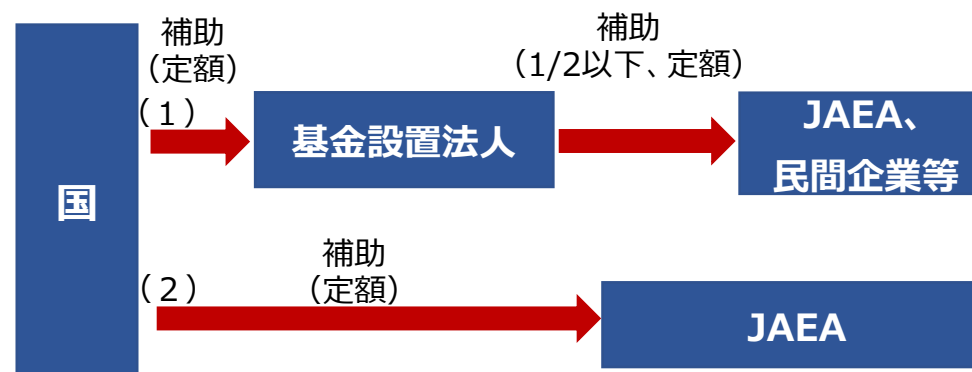 国
補助
（定額）
（１）
基金設置法人
補助
（1/2以下、定額）
JAEA、
民間企業等
（２）
補助
（定額）
JAEA